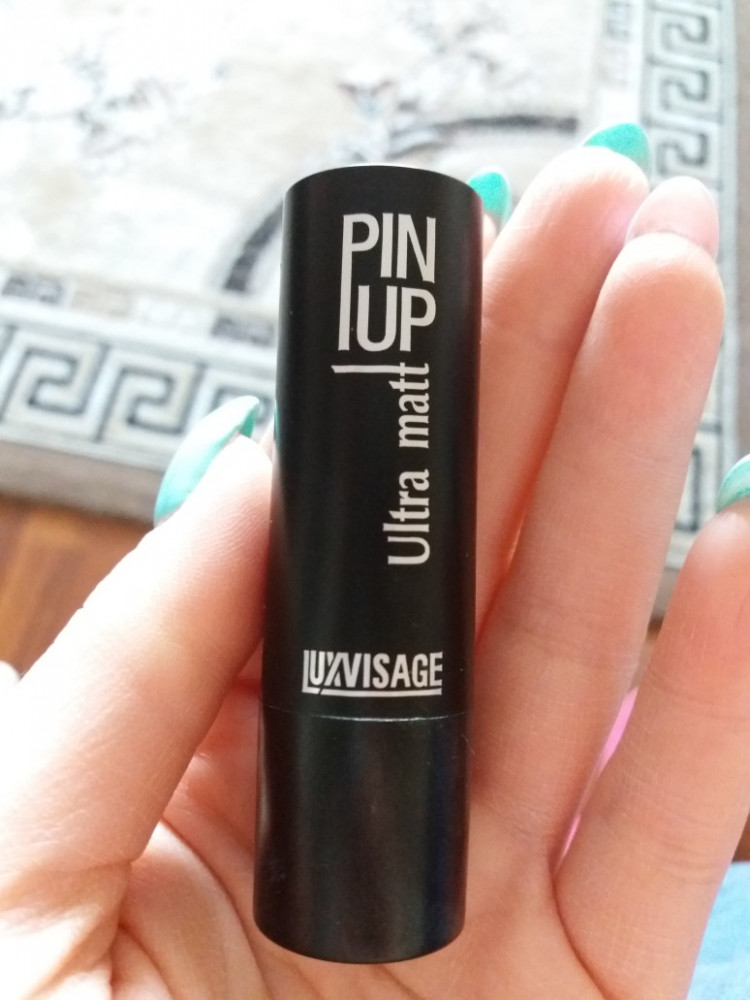 PIN
UP
Ultra matt
LUXVISAGE